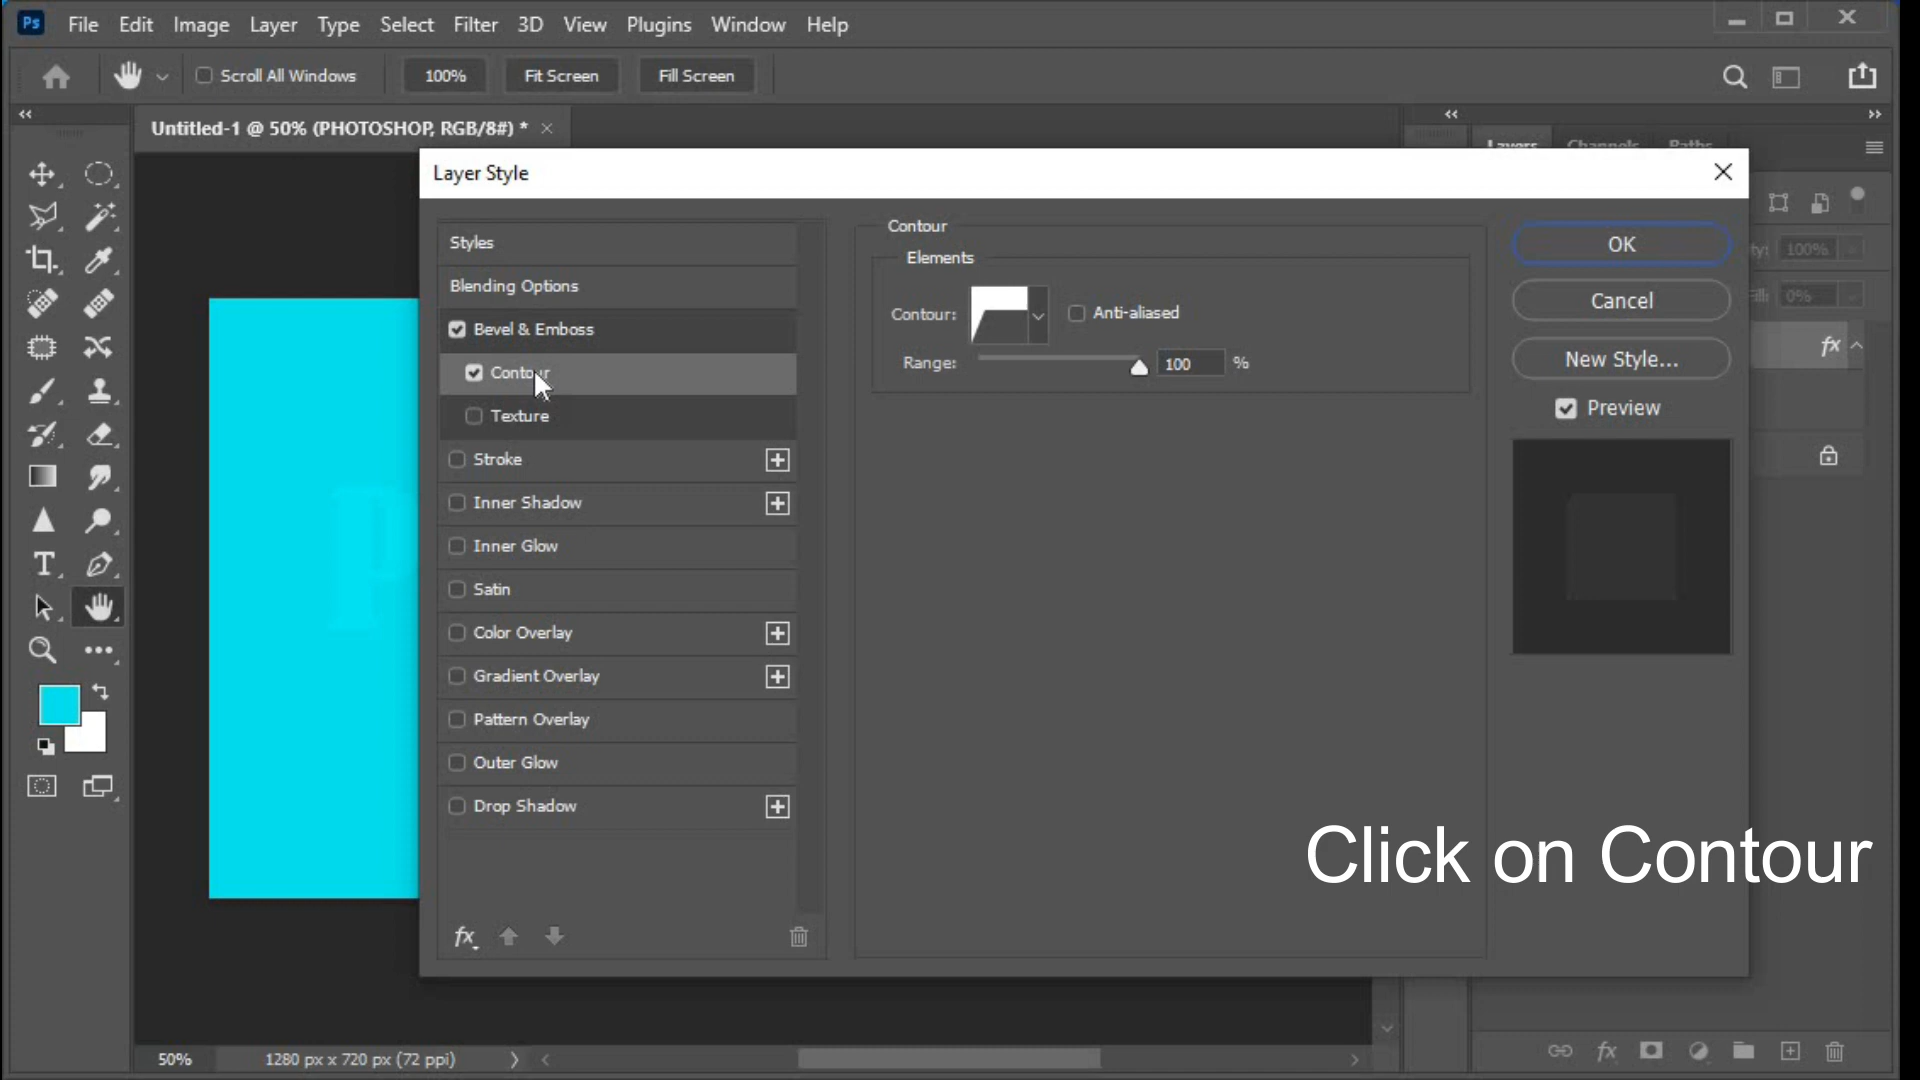 Ps File Edit Image Layer Type Select Filter 3D View Plugins Window Help
Scroll All Windows 100% Fit Screen Fill Screen
Untitled-1 @ 50% (PHOTOSHOP, RGB/8#) *
Layers Channels Paths
Layer Style
Styles
Blending Options
Bevel & Emboss
Contour
Texture
Stroke
Inner Shadow
Inner Glow
Satin
Color Overlay
Gradient Overlay
Pattern Overlay
Outer Glow
Drop Shadow
fx
Contour
Elements
Contour:
Anti-aliased
Range: 100 %
OK
Cancel
New Style...
Preview
100%
0%
fx
P
T
Click on Contour
50% 1280 px x 720 px (72 ppi)
fx